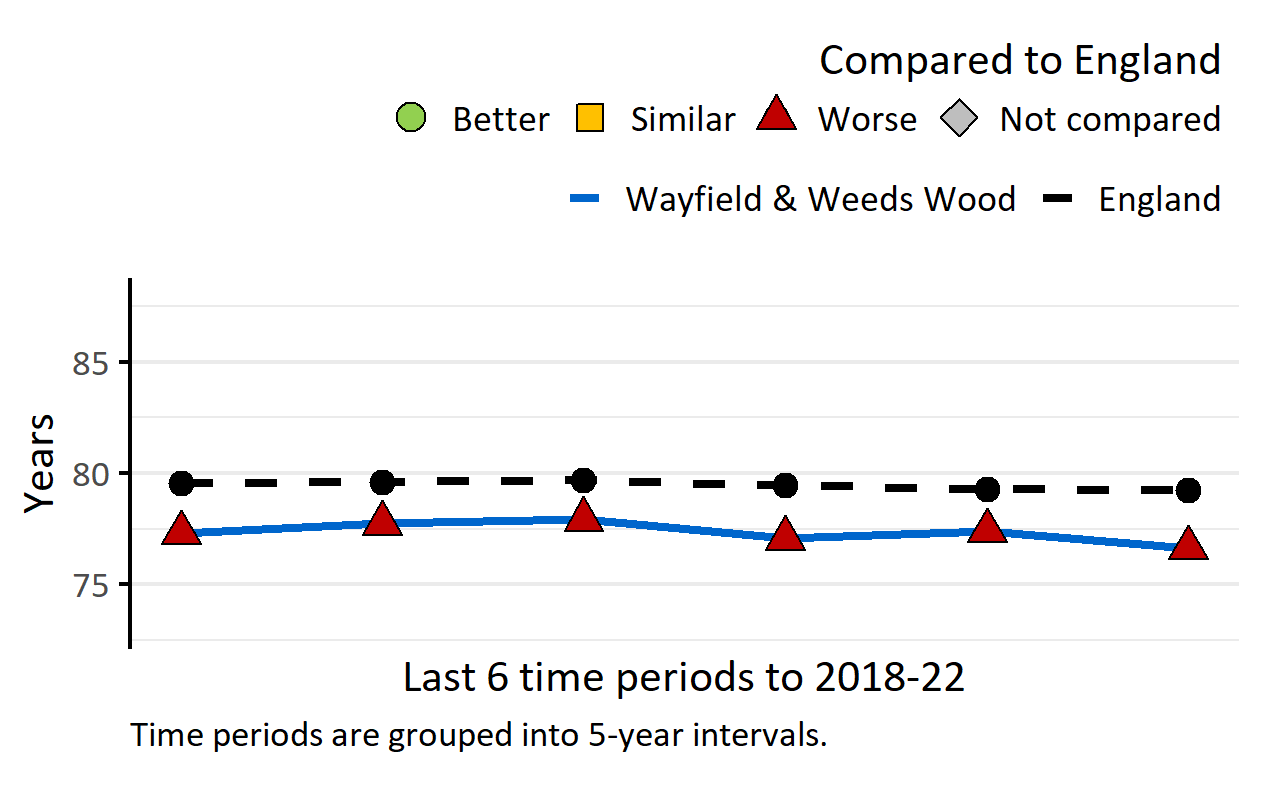 Compared to England
Better Similar Worse Not compared
Wayfield & Weeds Wood England
85
80
75
Years
Last 6 time periods to 2018-22
Time periods are grouped into 5-year intervals.